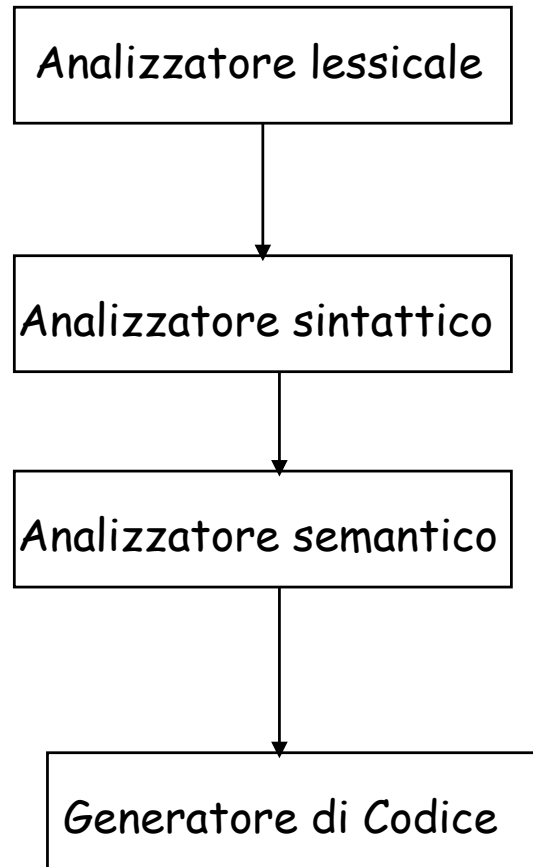 Analizzatore lessicale
Analizzatore sintattico
Analizzatore semantico
Generatore di Codice